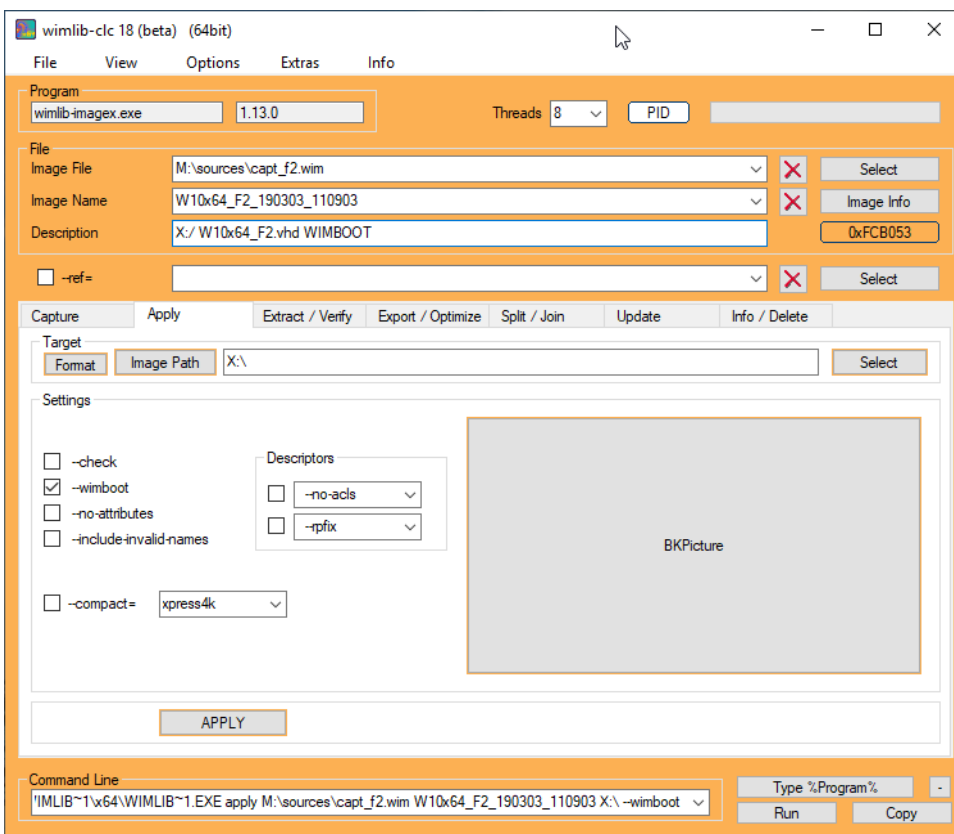 wimlib-clc 18 (beta) (64bit)
File View Options Extras Info
Program
wimlib-imagex.exe 1.13.0 Threads 8 PID
File
Image File M:\sources\capt_f2.wim Select
Image Name W10x64_F2_190303_110903 Image Info
Description X:/ W10x64_F2.vhd WIMBOOT 0xFCB053
--ref= Select
Capture Apply Extract / Verify Export / Optimize Split / Join Update Info / Delete
Target
Format Image Path X:\ Select
Settings
--check
--wimboot
--no-attributes
--include-invalid-names
Descriptors
--no-acls
--rpfix
BKPicture
--compact= xpress4k
APPLY
Command Line
'IMLIB~1\x64\WIMLIB~1.EXE apply M:\sources\capt_f2.wim W10x64_F2_190303_110903 X:\ --wimboot
Type %Program% -
Run Copy